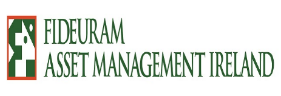 FIDEURAM
ASSET MANAGEMENT IRELAND